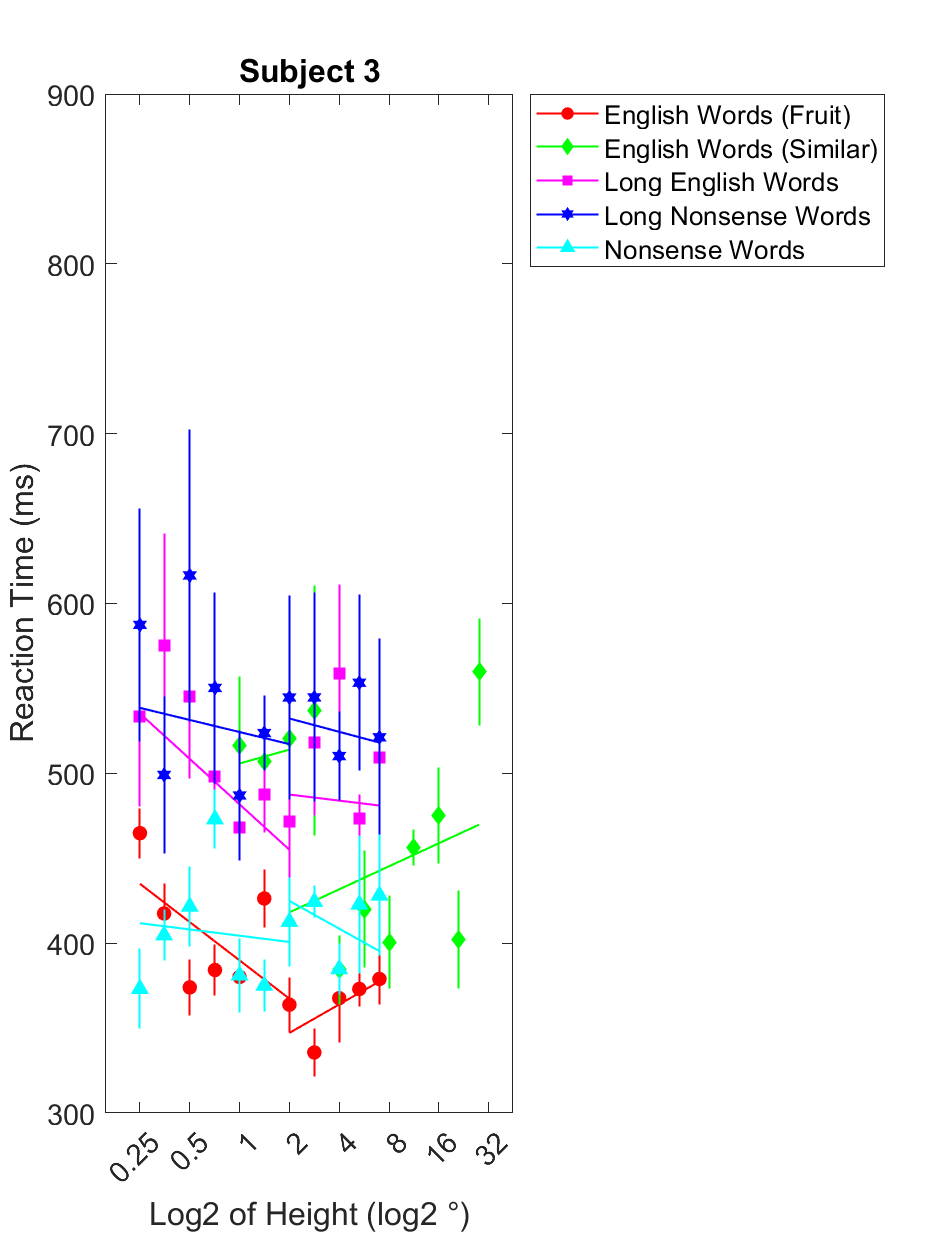 Subject 3
900
800
700
600
500
400
300
Reaction Time (ms)
0.25
0.5
1
2
4
8
16
32
Log2 of Height (log2 °)
English Words (Fruit)
English Words (Similar)
Long English Words
Long Nonsense Words
Nonsense Words